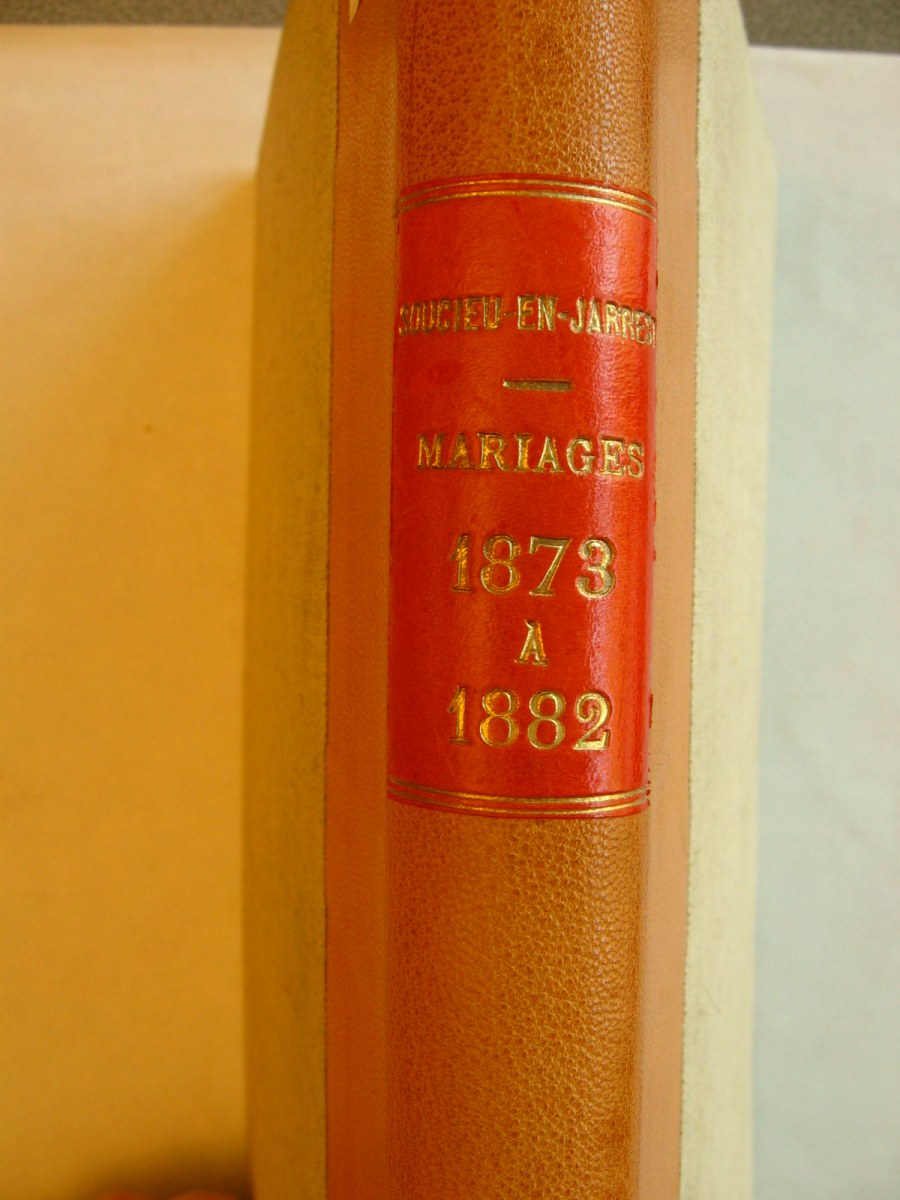 SOUCIEU-EN-JARREST
MARIAGES
1873
À
1882